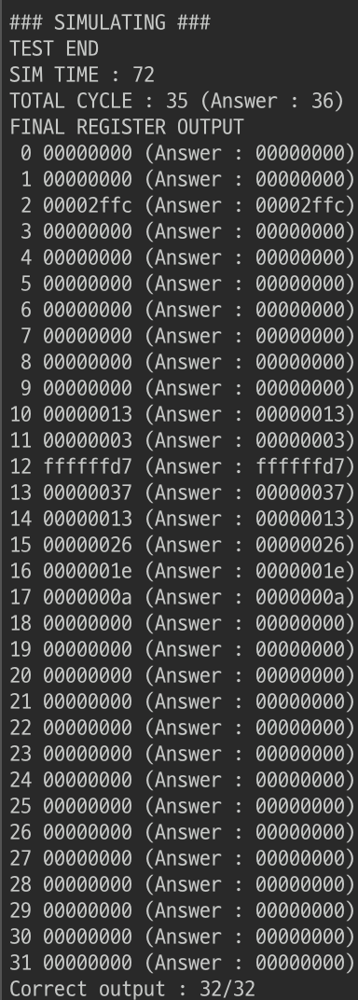 ### SIMULATING ###
TEST END
SIM TIME : 72
TOTAL CYCLE : 35 (Answer : 36)
FINAL REGISTER OUTPUT
0 00000000 (Answer : 00000000)
1 00000000 (Answer : 00000000)
2 00002ffc (Answer : 00002ffc)
3 00000000 (Answer : 00000000)
4 00000000 (Answer : 00000000)
5 00000000 (Answer : 00000000)
6 00000000 (Answer : 00000000)
7 00000000 (Answer : 00000000)
8 00000000 (Answer : 00000000)
9 00000000 (Answer : 00000000)
10 00000013 (Answer : 00000013)
11 00000003 (Answer : 00000003)
12 ffffffd7 (Answer : ffffffd7)
13 00000037 (Answer : 00000037)
14 00000013 (Answer : 00000013)
15 00000026 (Answer : 00000026)
16 0000001e (Answer : 0000001e)
17 0000000a (Answer : 0000000a)
18 00000000 (Answer : 00000000)
19 00000000 (Answer : 00000000)
20 00000000 (Answer : 00000000)
21 00000000 (Answer : 00000000)
22 00000000 (Answer : 00000000)
23 00000000 (Answer : 00000000)
24 00000000 (Answer : 00000000)
25 00000000 (Answer : 00000000)
26 00000000 (Answer : 00000000)
27 00000000 (Answer : 00000000)
28 00000000 (Answer : 00000000)
29 00000000 (Answer : 00000000)
30 00000000 (Answer : 00000000)
31 00000000 (Answer : 00000000)
Correct output : 32/32